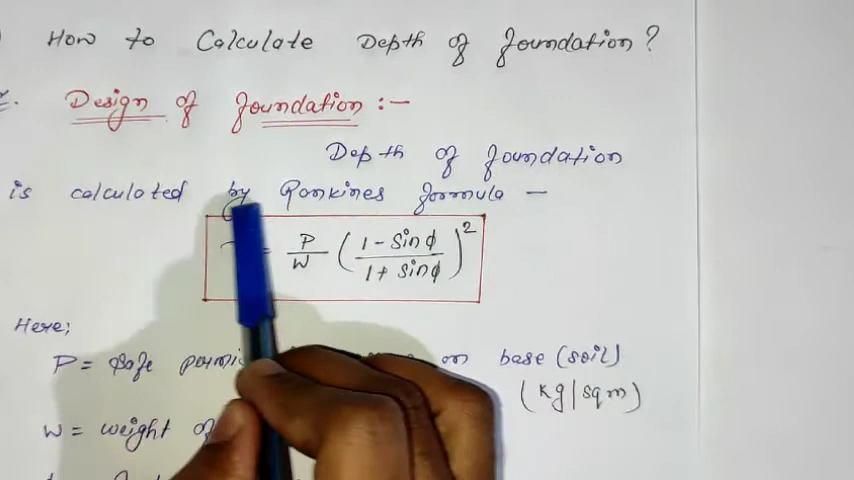 How to Calculate Depth of foundation?
Design of foundation :-
Depth of foundation
is calculated by Rankines formula -
= P/W (1 - sinφ / 1 + sinφ)²
Here;
P = Safe on base (soil)
(kg/sqm)
W = weight of